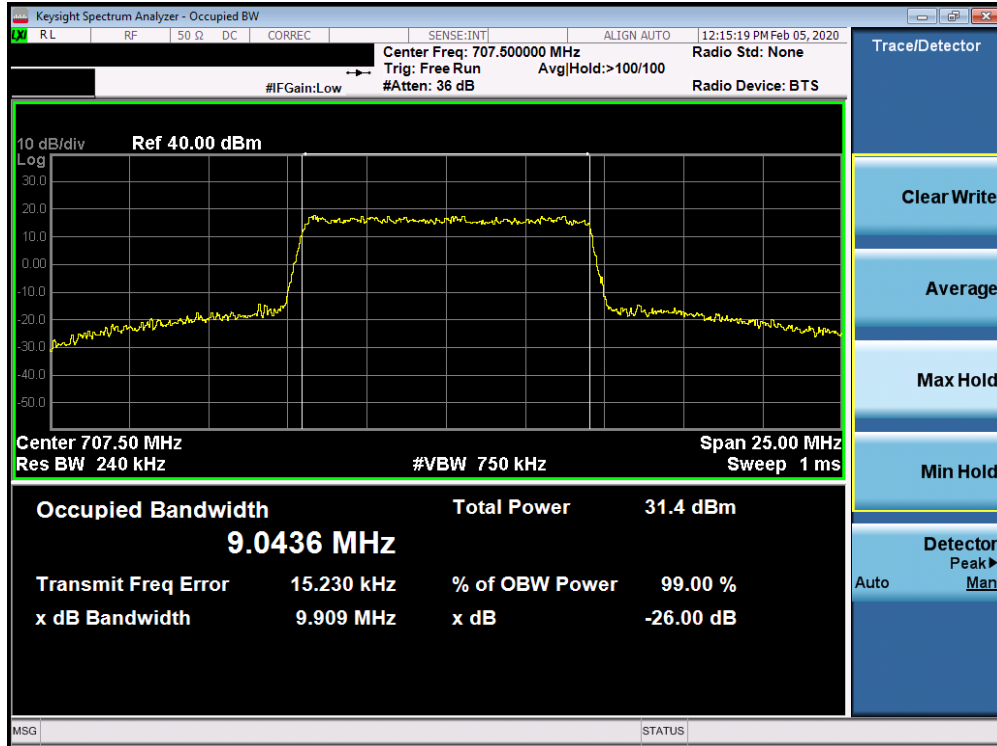 Keysight Spectrum Analyzer - Occupied BW
LXI RL RF 50 Ω DC CORREC SENSE:INT ALIGN AUTO 12:15:19 PM Feb 05, 2020
Center Freq: 707.500000 MHz Radio Std: None
Trig: Free Run Avg|Hold:>100/100
#IFGain:Low #Atten: 36 dB Radio Device: BTS
10 dB/div Ref 40.00 dBm
Log
30.0
20.0
10.0
0.00
-10.0
-20.0
-30.0
-40.0
-50.0
Center 707.50 MHz Span 25.00 MHz
Res BW 240 kHz #VBW 750 kHz Sweep 1 ms
Occupied Bandwidth Total Power 31.4 dBm
9.0436 MHz
Transmit Freq Error 15.230 kHz % of OBW Power 99.00 %
x dB Bandwidth 9.909 MHz x dB -26.00 dB
MSG STATUS
Trace/Detector
Clear Write
Average
Max Hold
Min Hold
Detector
Peak▶
Auto Man